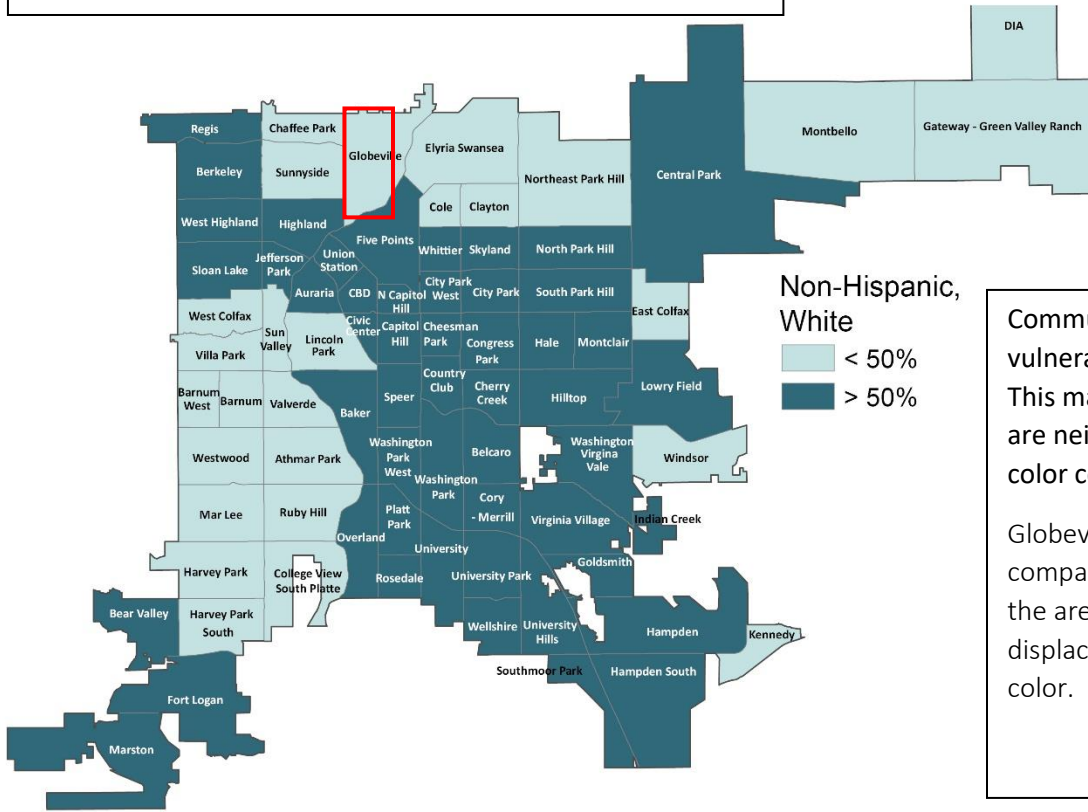 DIA
Regis
Chaffee Park
Globeville
Elyria Swansea
Montbello
Gateway - Green Valley Ranch
Berkeley
Sunnyside
Northeast Park Hill
Central Park
Cole
Clayton
West Highland
Highland
Five Points
Whittier
Skyland
North Park Hill
Union
Station
Jefferson
Park
Sloan Lake
Auraria
CBD
N Capitol
Hill
City Park
West
City Park
South Park Hill
East Colfax
West Colfax
Sun
Valley
Lincoln
Park
Civic
Center
Capitol
Hill
Cheesman
Park
Congress
Park
Hale
Montclair
Villa Park
Country
Club
Cherry
Creek
Hilltop
Lowry Field
Barnum
West
Barnum
Valverde
Baker
Speer
Westwood
Athmar Park
Washington
Park
West
Washington
Park
Belcaro
Washington
Virgina
Vale
Windsor
Mar Lee
Ruby Hill
Overland
Platt
Park
Cory
- Merrill
Virginia Village
Indian Creek
University
Goldsmith
Harvey Park
College View
South Platte
Rosedale
University Park
Bear Valley
Harvey Park
South
Wellshire
University
Hills
Hampden
Kennedy
Southmoor Park
Hampden South
Fort Logan
Marston
Non-Hispanic,
White
< 50%
> 50%
Commu
vulnera
This ma
are nei
color c
Globev
compa
the are
displac
color.